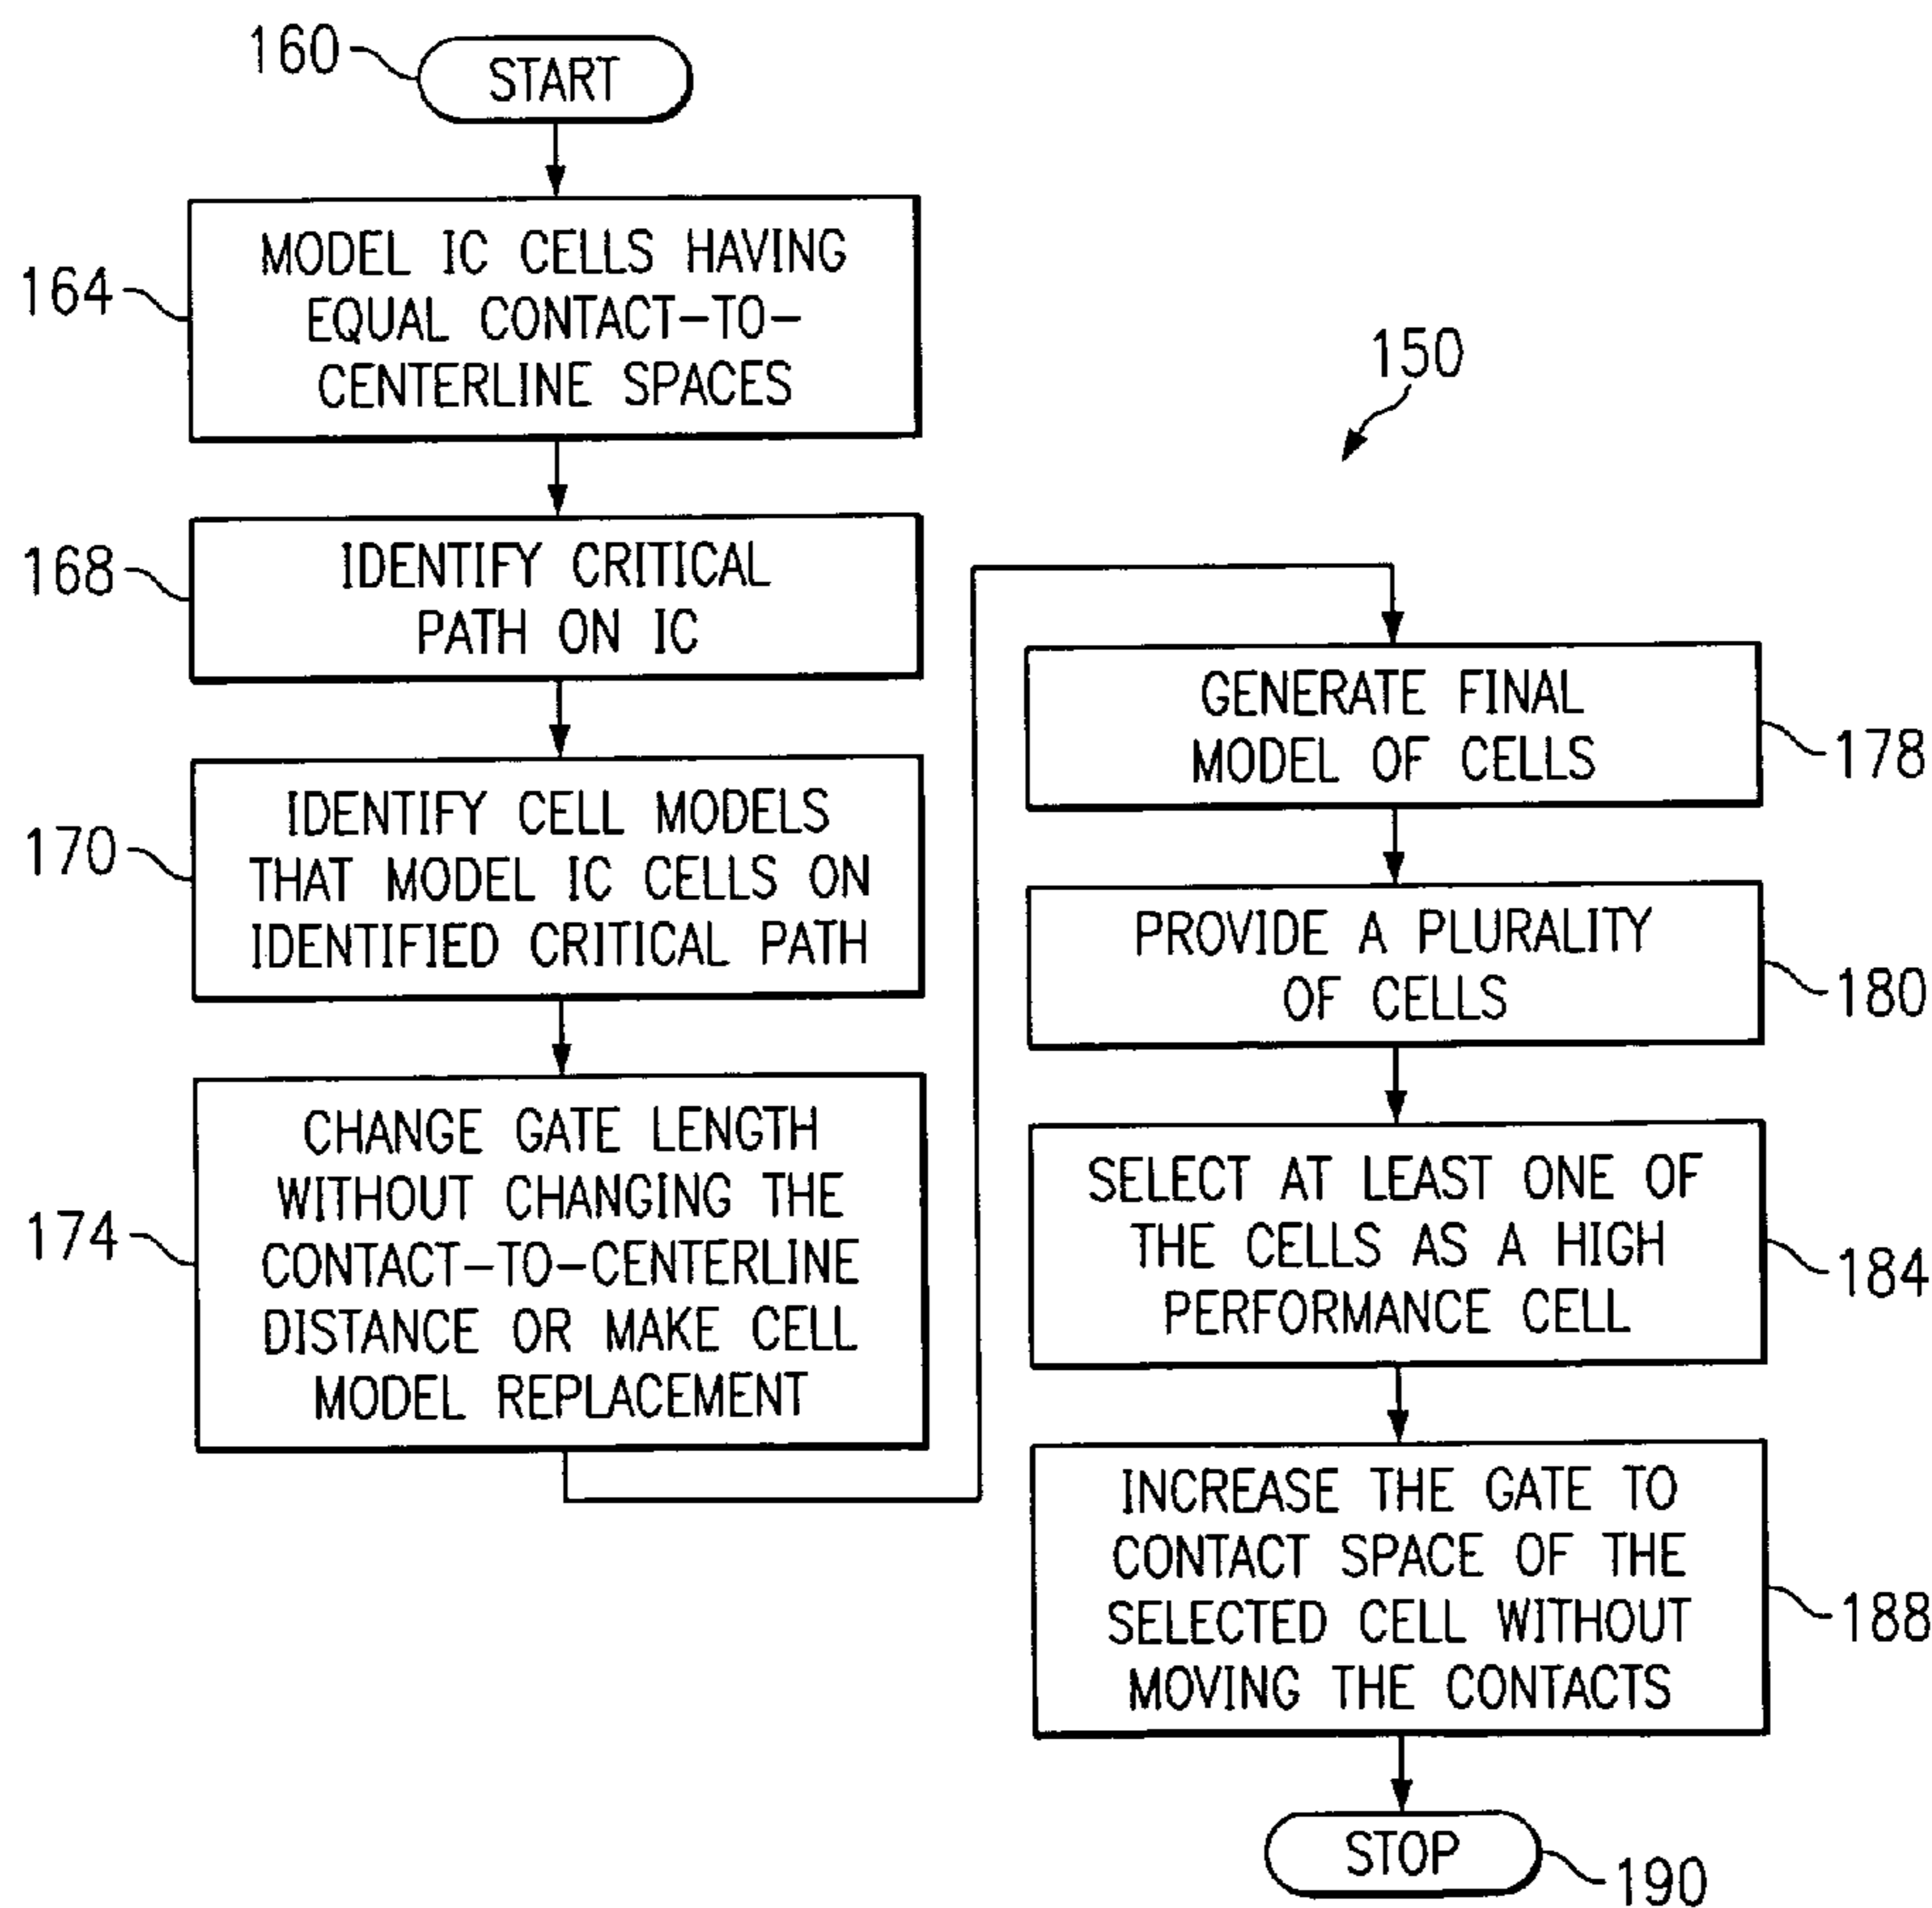 160
START
164
MODEL IC CELLS HAVING
EQUAL CONTACT-TO-
CENTERLINE SPACES
168
IDENTIFY CRITICAL
PATH ON IC
170
IDENTIFY CELL MODELS
THAT MODEL IC CELLS ON
IDENTIFIED CRITICAL PATH
174
CHANGE GATE LENGTH
WITHOUT CHANGING THE
CONTACT-TO-CENTERLINE
DISTANCE OR MAKE CELL
MODEL REPLACEMENT
150
GENERATE FINAL
MODEL OF CELLS
178
PROVIDE A PLURALITY
OF CELLS
180
SELECT AT LEAST ONE OF
THE CELLS AS A HIGH
PERFORMANCE CELL
184
INCREASE THE GATE TO
CONTACT SPACE OF THE
SELECTED CELL WITHOUT
MOVING THE CONTACTS
188
STOP
190